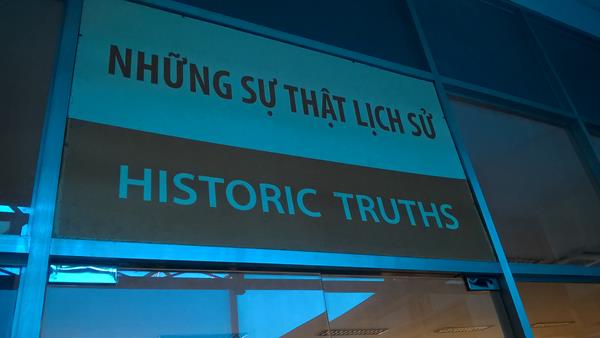 NHỮNG SỰ THẬT LỊCH SỬ
HISTORIC TRUTHS